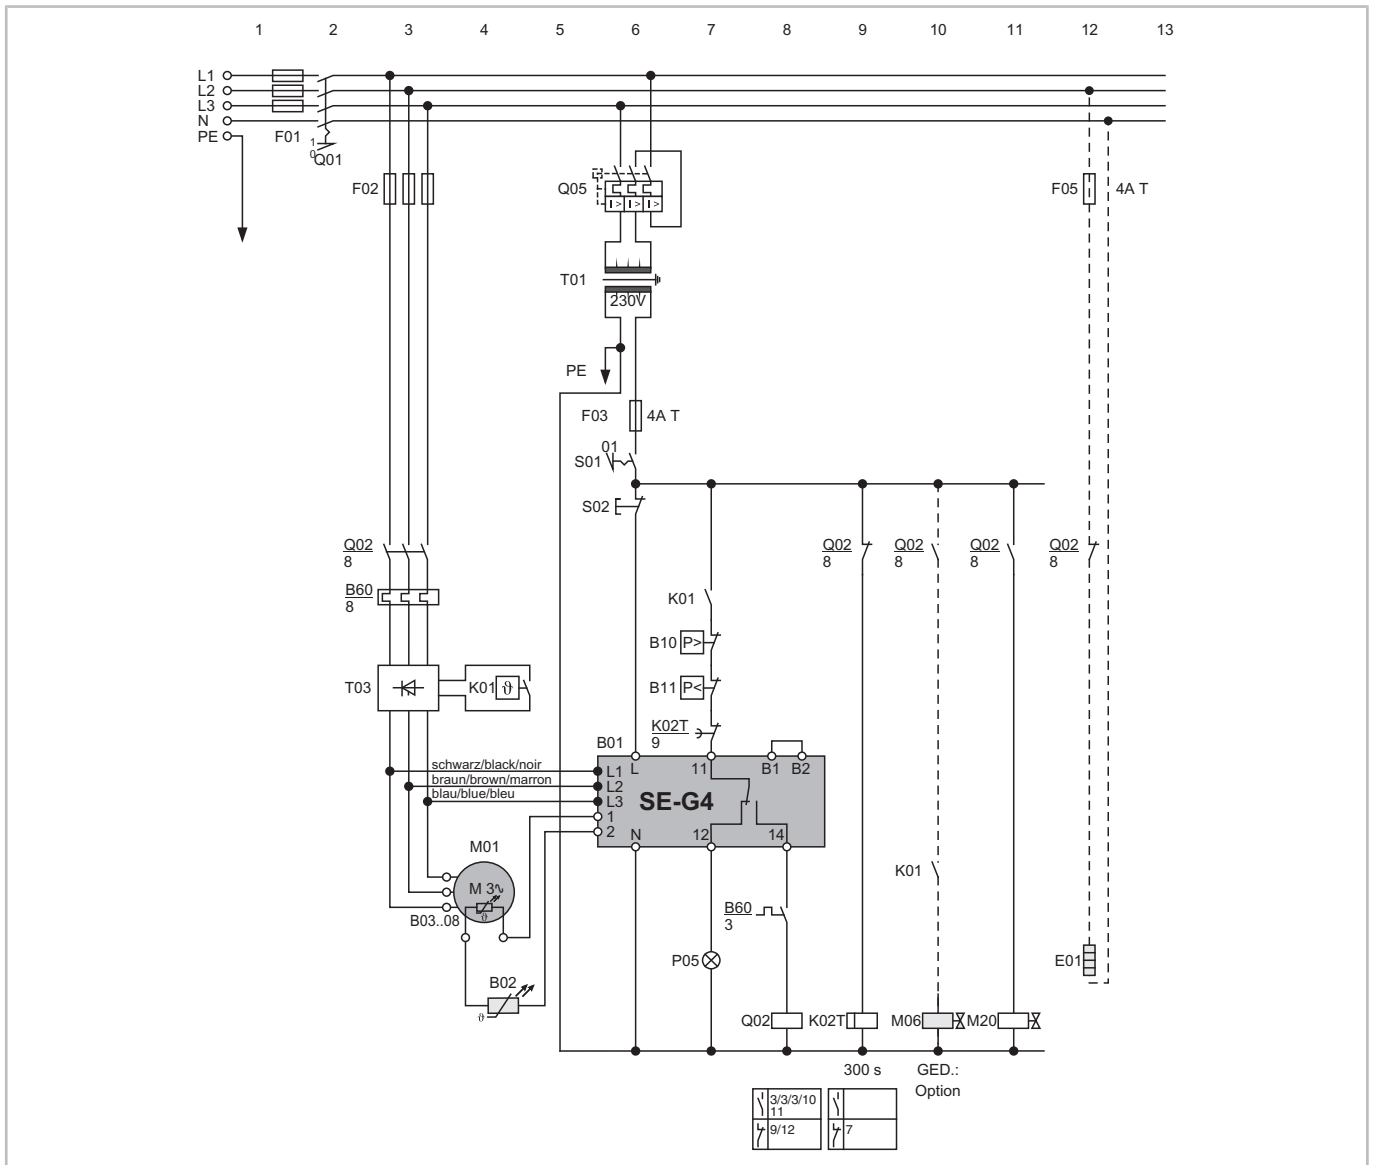 1 2 3 4 5 6 7 8 9 10 11 12 13
L1
L2
L3
N
PE
F01
1
0
Q01
F02
Q05
I > I > I >
F05 4A T
T01
230V
PE
F03 4A T
01
S01
S02
Q02
8
Q02
8
Q02
8
Q02
8
Q02
8
B60
8
K01
B10 P>
B11 P<
T03
K01 ϑ
K02T
9
B01
schwarz/black/noir
braun/brown/marron
blau/blue/bleu
L1 L 11 B1 B2
L2
L3
SE-G4
1
2
N 12 14
M01
M 3∿
ϑ
B03..08
K01
B60
3
B02
ϑ
P05
E01
Q02 K02T M06 M20
300 s GED.:
Option
3/3/3/10
11
9/12 7